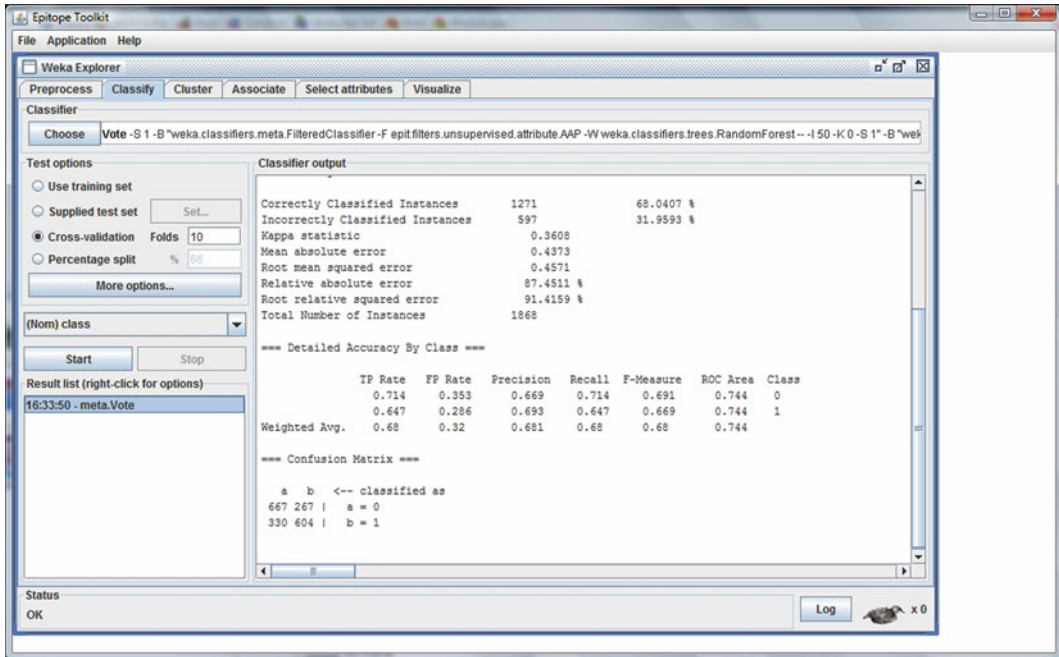 Epitope Toolkit
File Application Help
Weka Explorer
Preprocess Classify Cluster Associate Select attributes Visualize
Classifier
Choose Vote -S 1 -B "weka.classifiers.meta.FilteredClassifier -F epit.filters.unsupervised.attribute.AAP -W weka.classifiers.trees.RandomForest -- -I 50 -K 0 -S 1" -B "wek
Test options
Use training set
Supplied test set Set...
Cross-validation Folds 10
Percentage split % 66
More options...
(Nom) class
Start Stop
Result list (right-click for options)
16:33:50 - meta.Vote
Classifier output
Correctly Classified Instances 1271 68.0407 %
Incorrectly Classified Instances 597 31.9593 %
Kappa statistic 0.3608
Mean absolute error 0.4373
Root mean squared error 0.4571
Relative absolute error 87.4511 %
Root relative squared error 91.4159 %
Total Number of Instances 1868
=== Detailed Accuracy By Class ===
TP Rate FP Rate Precision Recall F-Measure ROC Area Class
0.714 0.353 0.669 0.714 0.691 0.744 0
0.647 0.286 0.693 0.647 0.669 0.744 1
Weighted Avg. 0.68 0.32 0.681 0.68 0.68 0.744
=== Confusion Matrix ===
a b <-- classified as
667 267 | a = 0
330 604 | b = 1
Status
OK
Log x 0